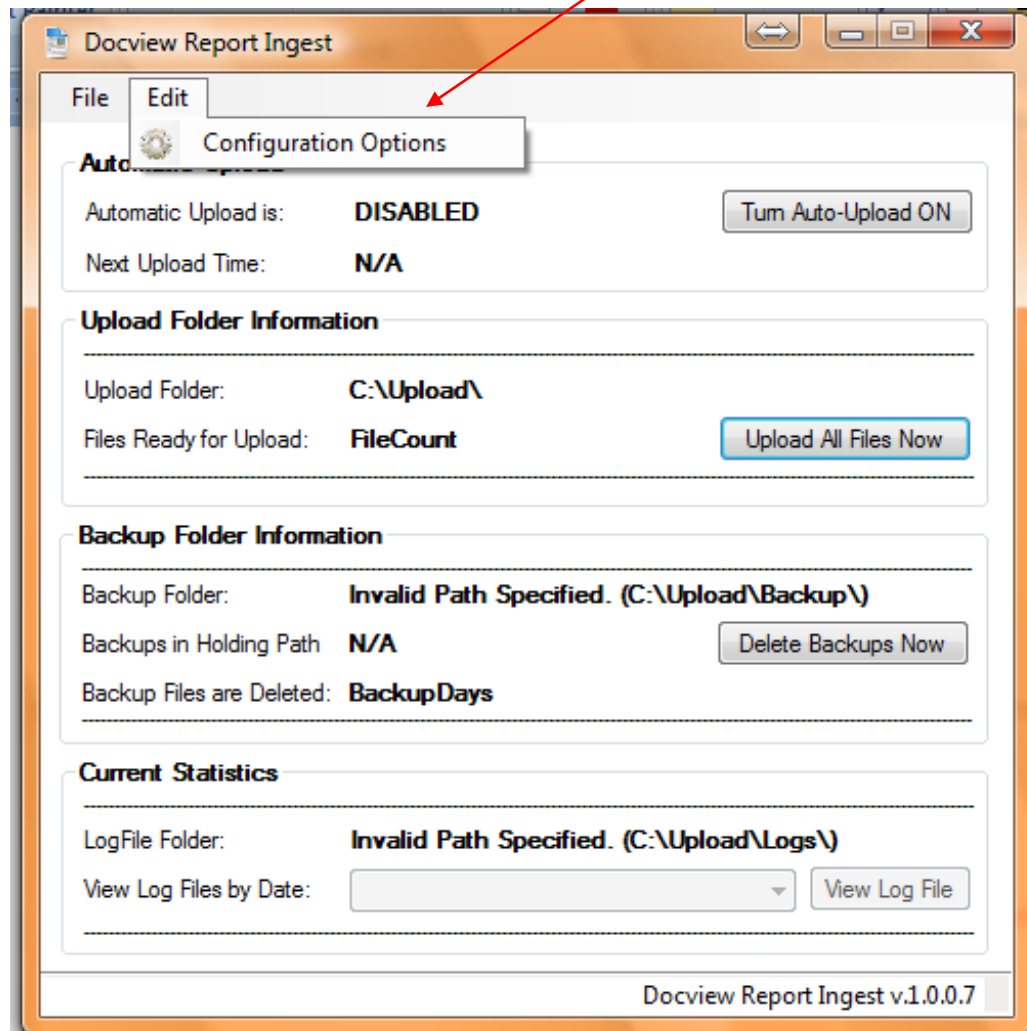 Docview Report Ingest
File Edit
Configuration Options
Automatic Upload is: DISABLED Turn Auto-Upload ON
Next Upload Time: N/A
Upload Folder Information
Upload Folder: C:\Upload\
Files Ready for Upload: FileCount Upload All Files Now
Backup Folder Information
Backup Folder: Invalid Path Specified. (C:\Upload\Backup\)
Backups in Holding Path N/A Delete Backups Now
Backup Files are Deleted: BackupDays
Current Statistics
LogFile Folder: Invalid Path Specified. (C:\Upload\Logs\)
View Log Files by Date: View Log File
Docview Report Ingest v.1.0.0.7